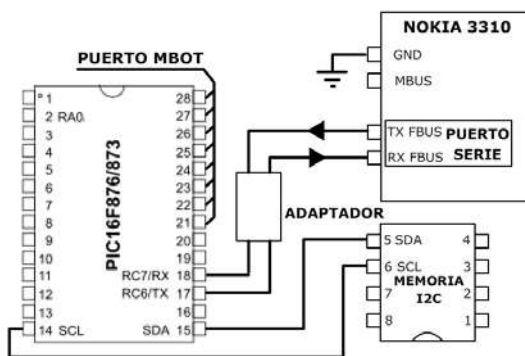 NOKIA 3310
GND
MBUS
TX FBUS
RX FBUS
PUERTO
SERIE
PUERTO MBOT
PIC16F876/873
1
2 RA0
3
4
5
6
7
8
9
10
11
12
13
14 SCL
28
27
26
25
24
23
22
21
20
19
RC7/RX 18
RC6/TX 17
16
SDA 15
ADAPTADOR
5 SDA
6 SCL
7
8
4
3
2
1
MEMORIA
I2C